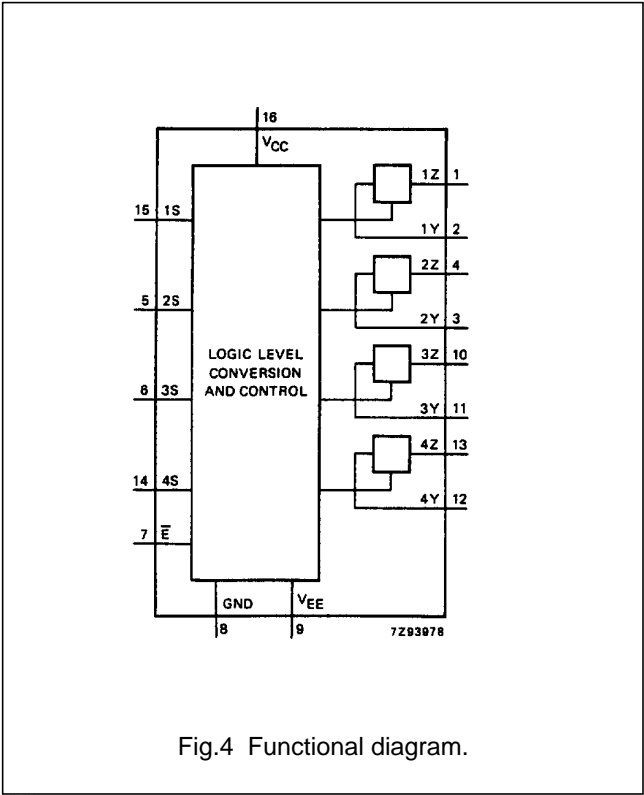 16
VCC
1Z 1
15 1S
1Y 2
2Z 4
5 2S
2Y 3
3Z 10
LOGIC LEVEL
CONVERSION
AND CONTROL
6 3S
3Y 11
4Z 13
14 4S
4Y 12
7 E̅
GND
VEE
8
9
7Z93978
Fig.4 Functional diagram.